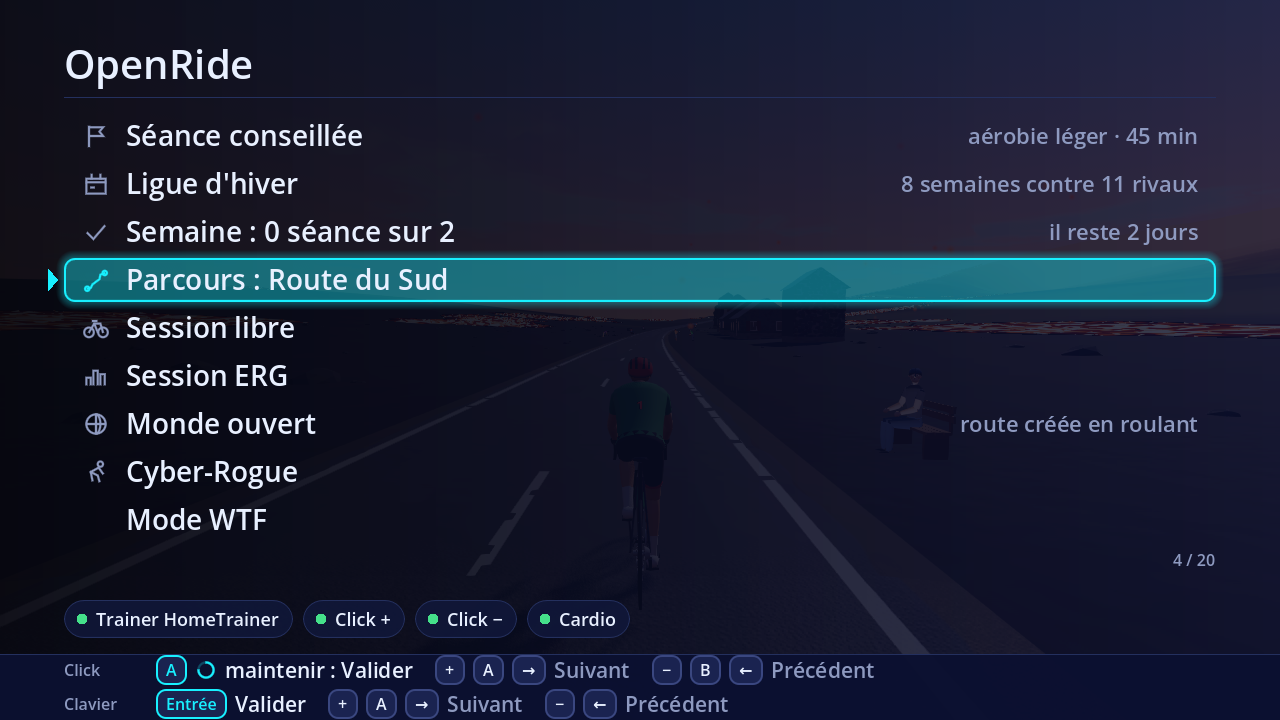 OpenRide
Séance conseillée aérobie léger · 45 min
Ligue d'hiver 8 semaines contre 11 rivaux
Semaine : 0 séance sur 2 il reste 2 jours
Parcours : Route du Sud
Session libre
Session ERG
Monde ouvert route créée en roulant
Cyber-Rogue
Mode WTF
4 / 20
Trainer HomeTrainer Click + Click − Cardio
Click A maintenir : Valider + A → Suivant − B ← Précédent
Clavier Entrée Valider + A → Suivant − ← Précédent